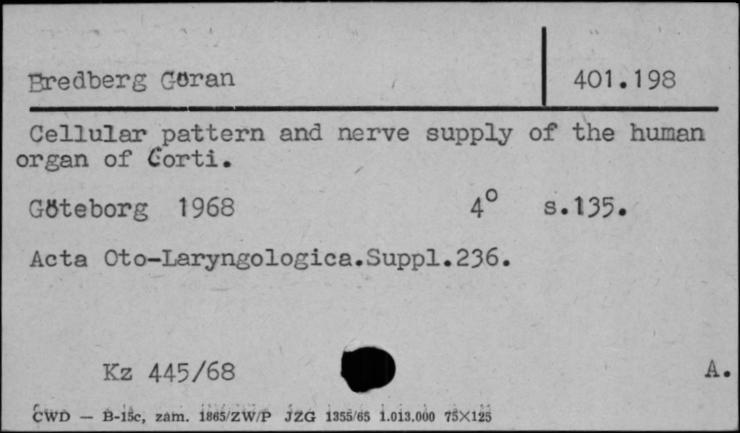 Bredberg Göran 401.198
Cellular pattern and nerve supply of the human
organ of Corti.
Göteborg 1968 4° s.135.
Acta Oto-Laryngologica.Suppl.236.
Kz 445/68 A.
CWD — B-15c, zam. 1865/ZW/P JZG 1355/65 1.013.000 75×125